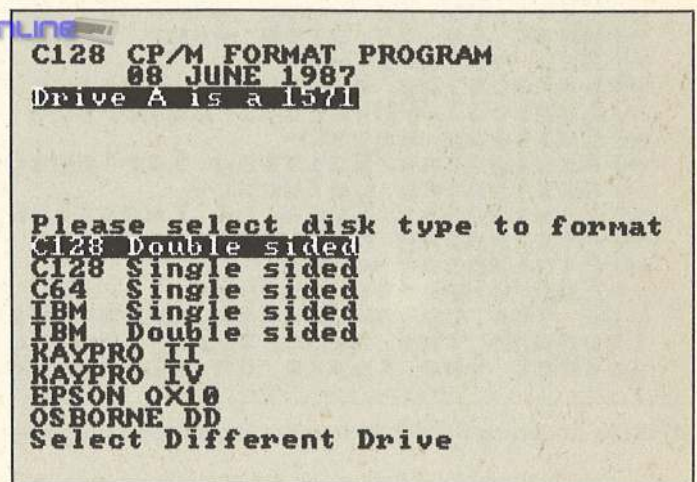 NLINE
C128 CP/M FORMAT PROGRAM
08 JUNE 1987
Drive A is a 1571
Please select disk type to format
C128 Double sided
C128 Single sided
C64 Single sided
IBM Single sided
IBM Double sided
KAYPRO II
KAYPRO IV
EPSON QX10
OSBORNE DD
Select Different Drive